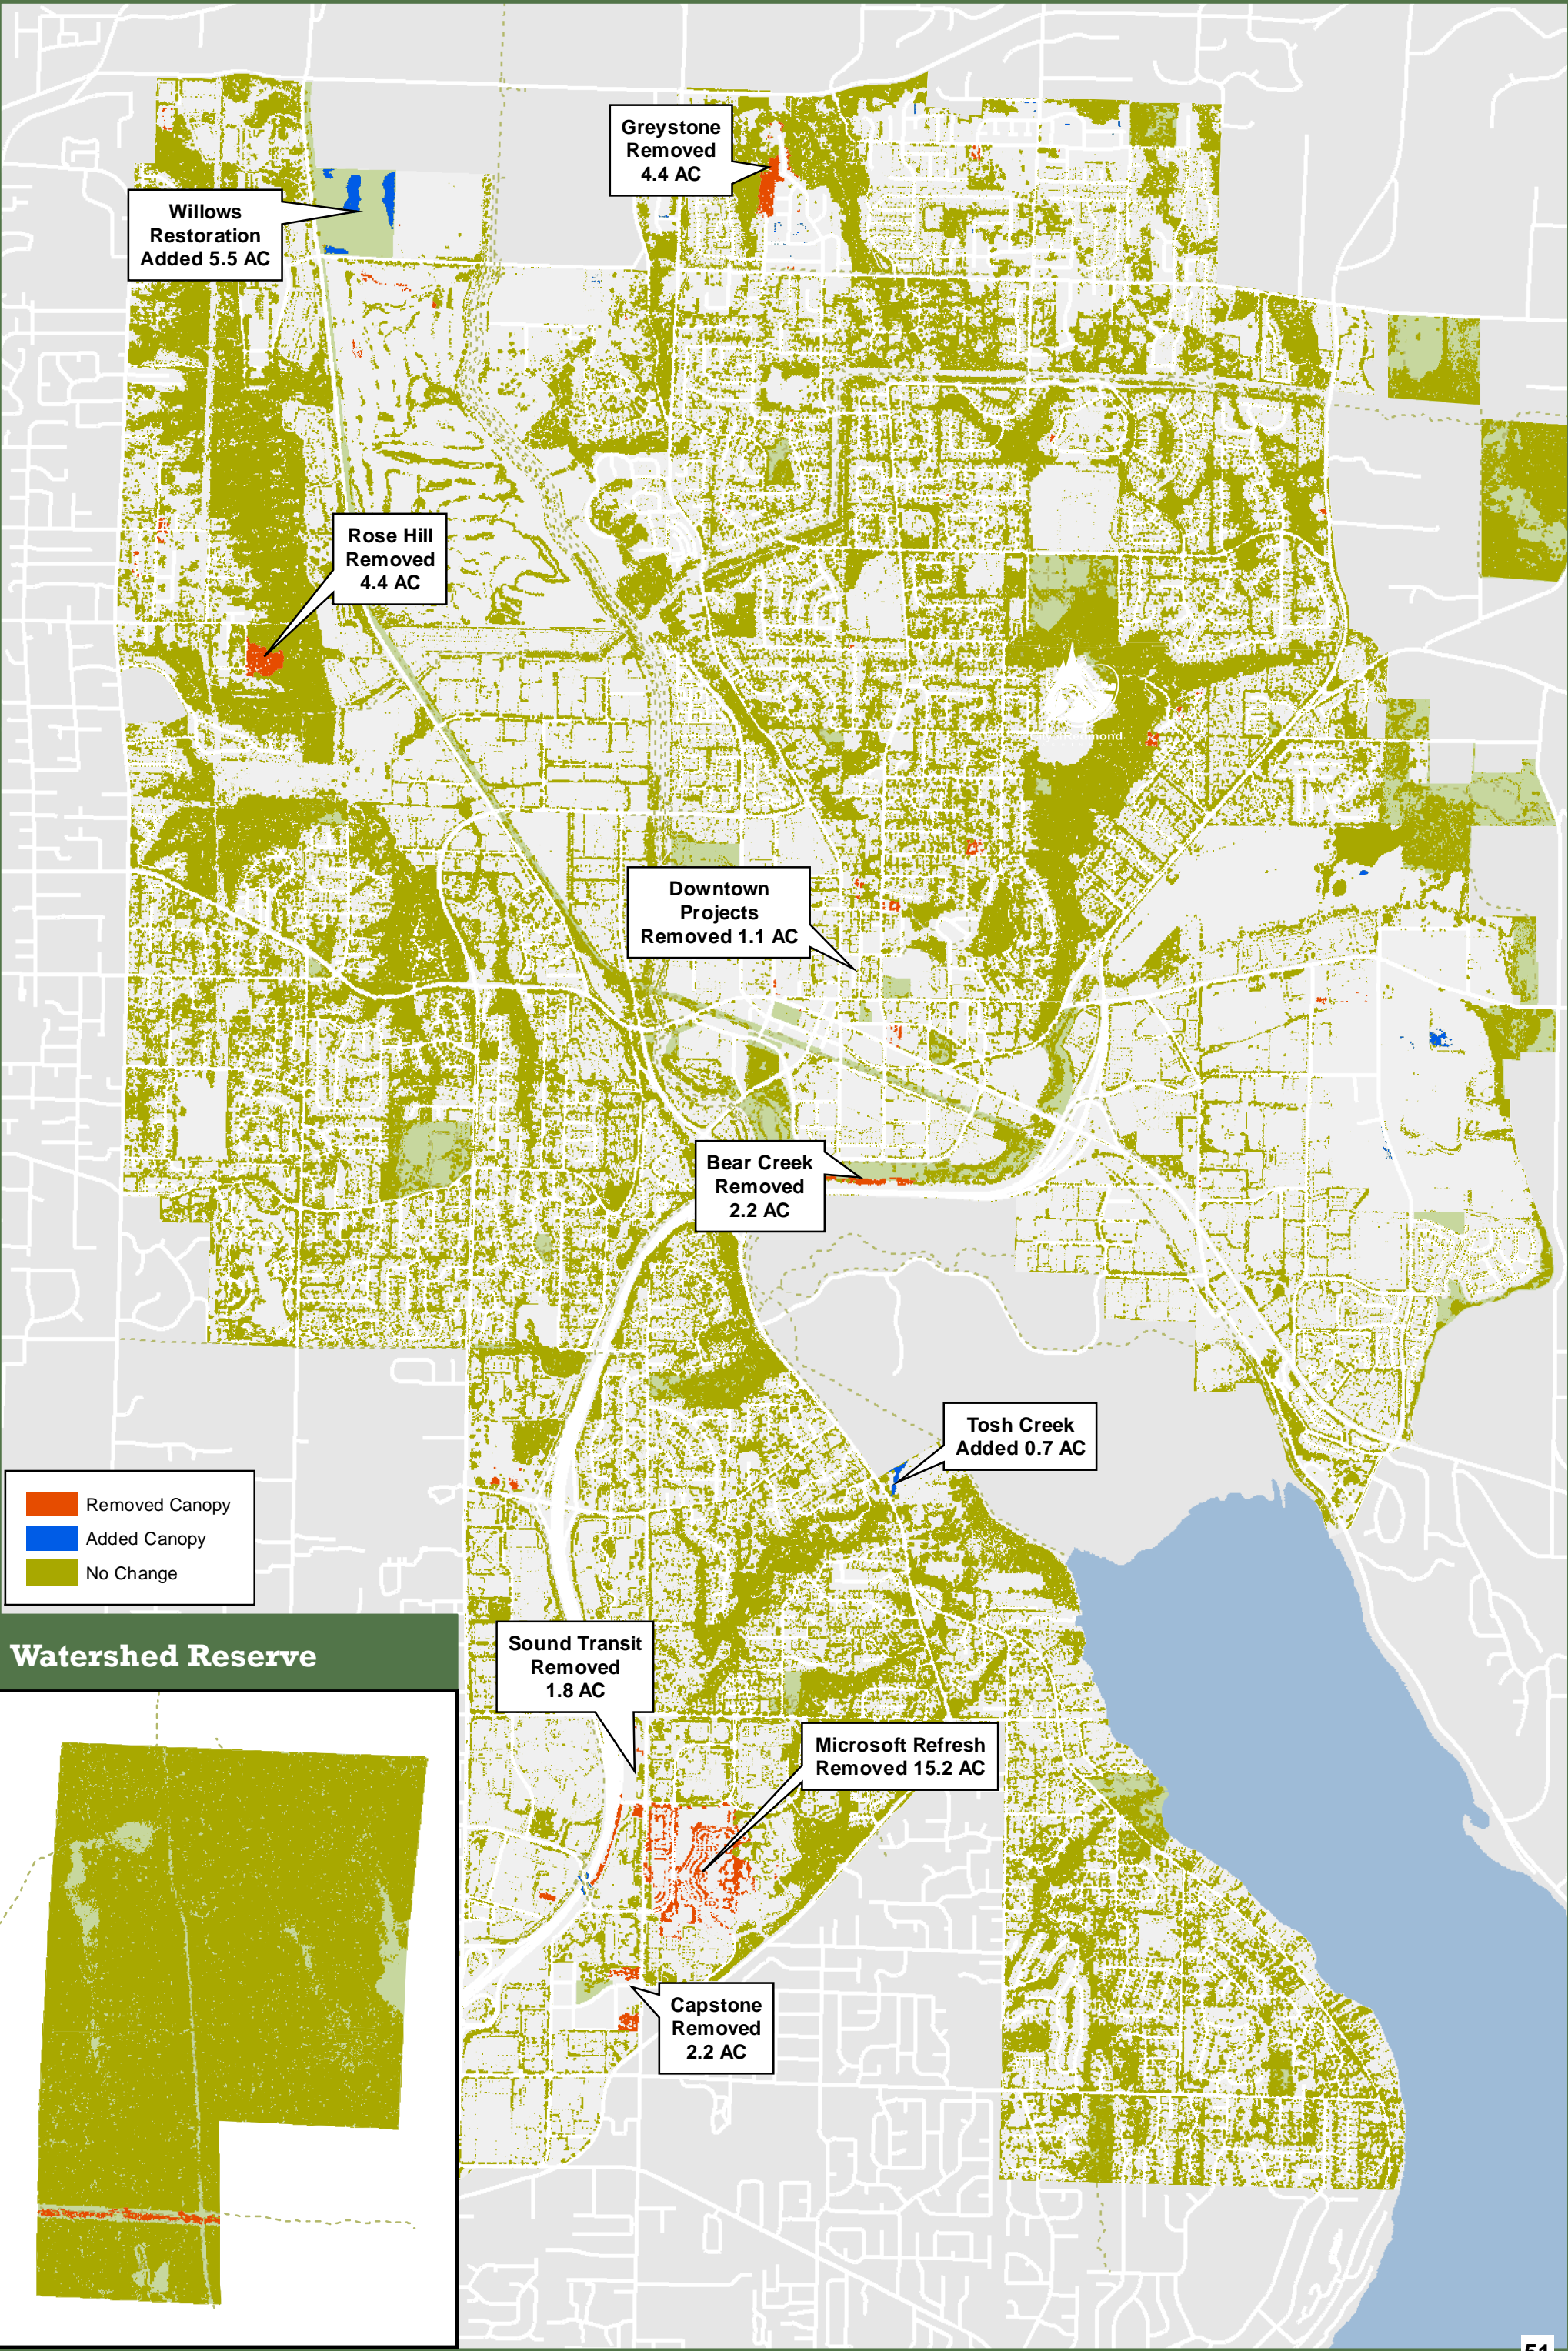 Greystone
Removed
4.4 AC
Willows
Restoration
Added 5.5 AC
Rose Hill
Removed
4.4 AC
Downtown
Projects
Removed 1.1 AC
Bear Creek
Removed
2.2 AC
Tosh Creek
Added 0.7 AC
Removed Canopy
Added Canopy
No Change
Watershed Reserve
Sound Transit
Removed
1.8 AC
Microsoft Refresh
Removed 15.2 AC
Capstone
Removed
2.2 AC
51